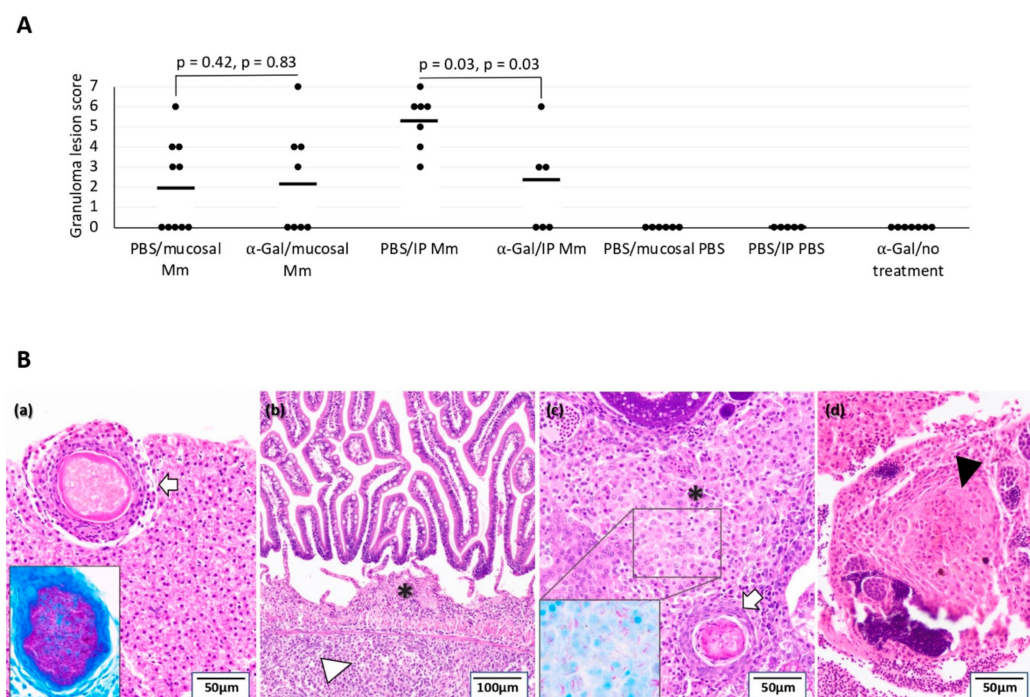 A
p = 0.42, p = 0.83
p = 0.03, p = 0.03
Granuloma lesion score
7
6
5
4
3
2
1
0
PBS/mucosal Mm
α-Gal/mucosal Mm
PBS/IP Mm
α-Gal/IP Mm
PBS/mucosal PBS
PBS/IP PBS
α-Gal/no treatment
B
(a)
(b)
(c)
(d)
*
*
50µm
100µm
50µm
50µm